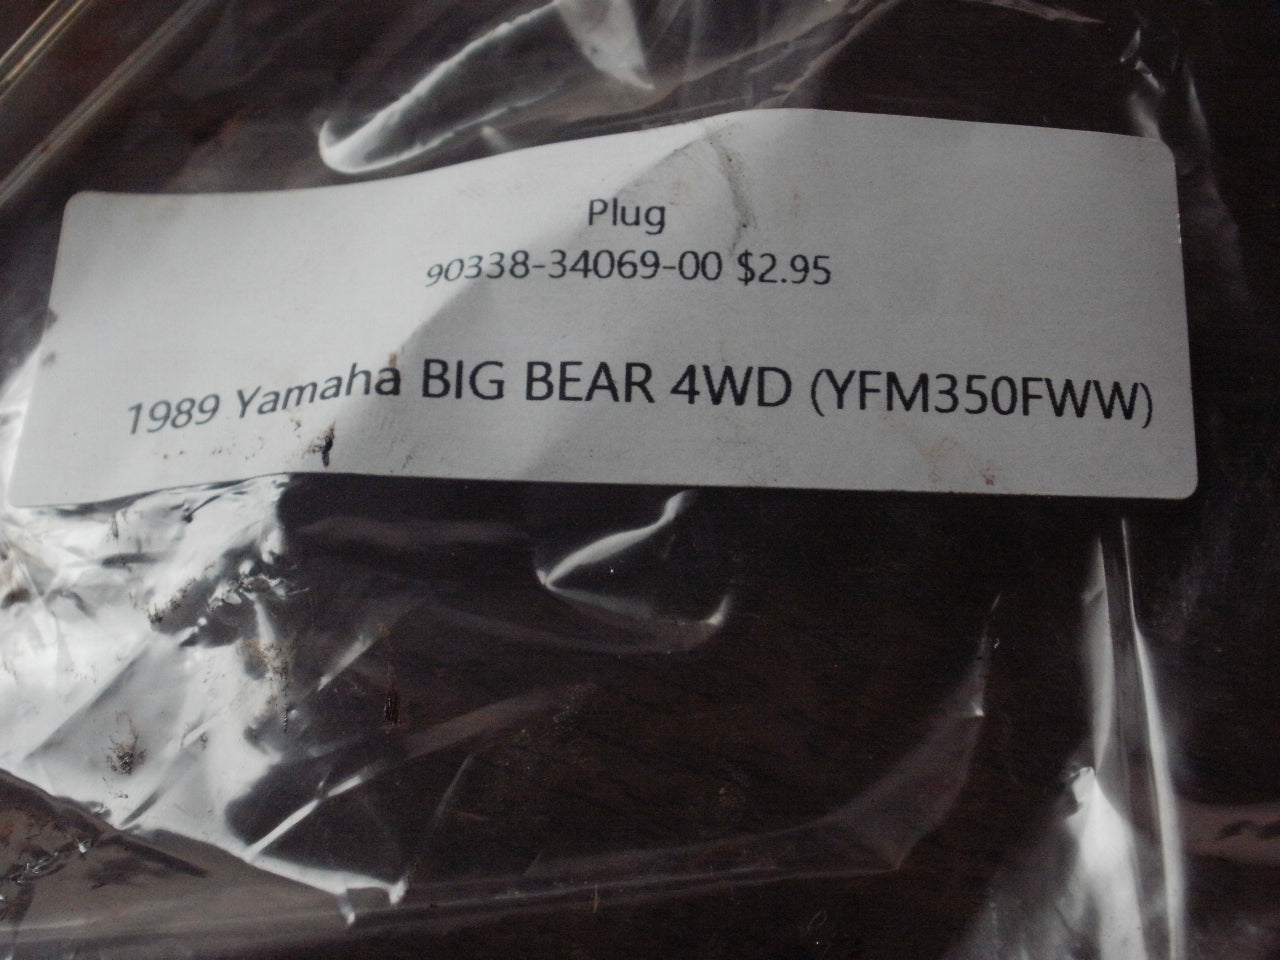 Plug
90338-34069-00 $2.95
1989 Yamaha BIG BEAR 4WD (YFM350FWW)